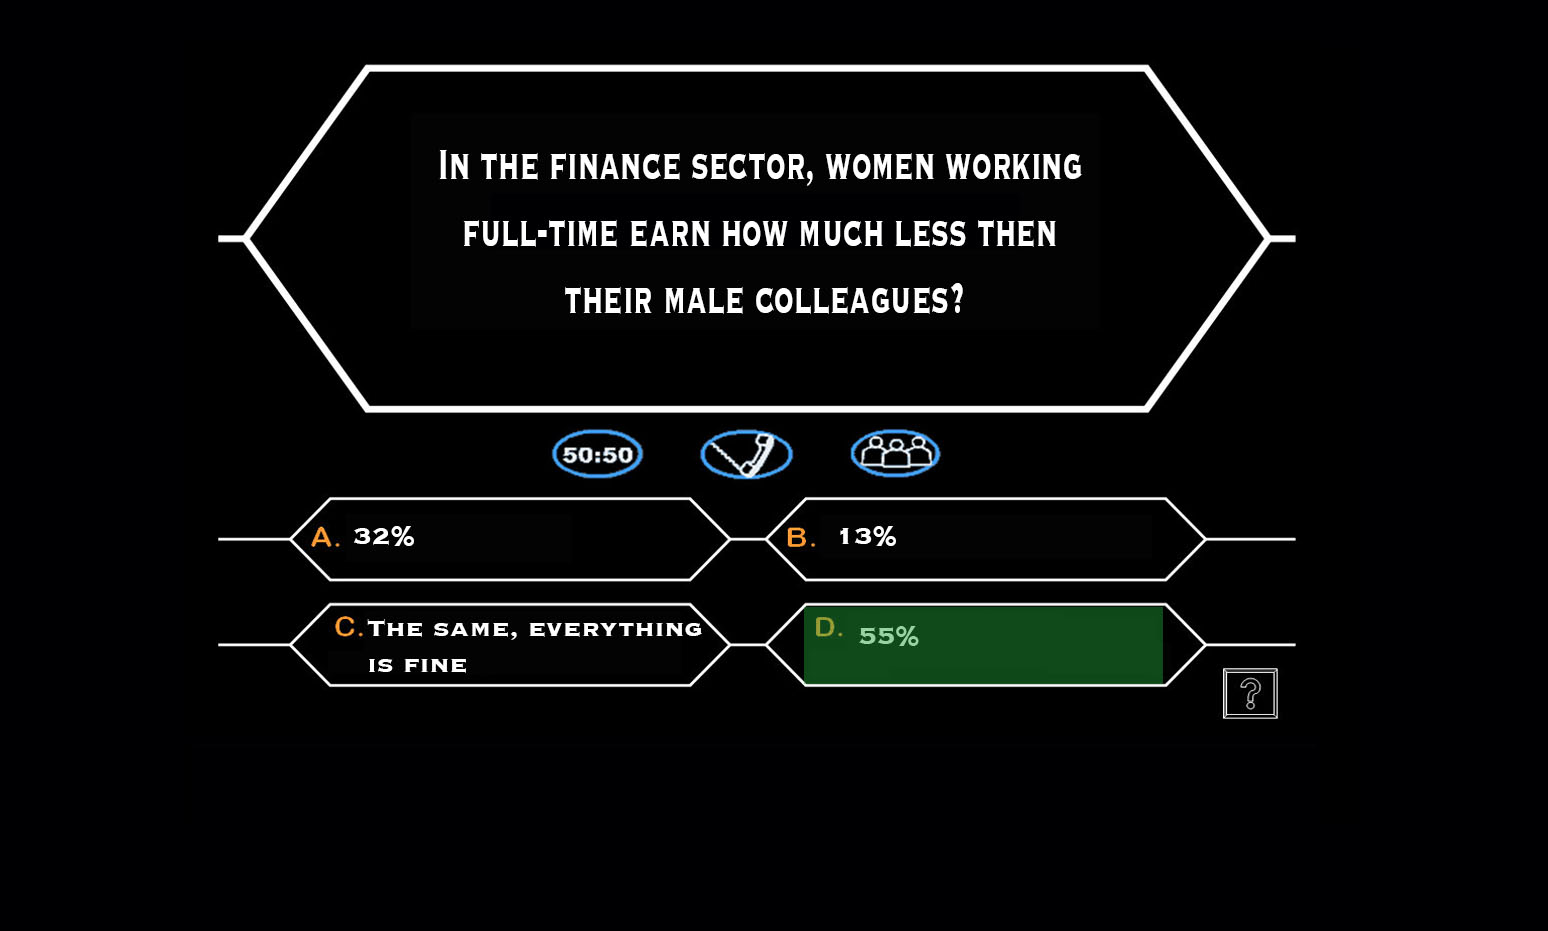 In the finance sector, women working
full-time earn how much less then
their male colleagues?
50:50
A. 32%
B. 13%
C. The same, everything
is fine
D. 55%
?